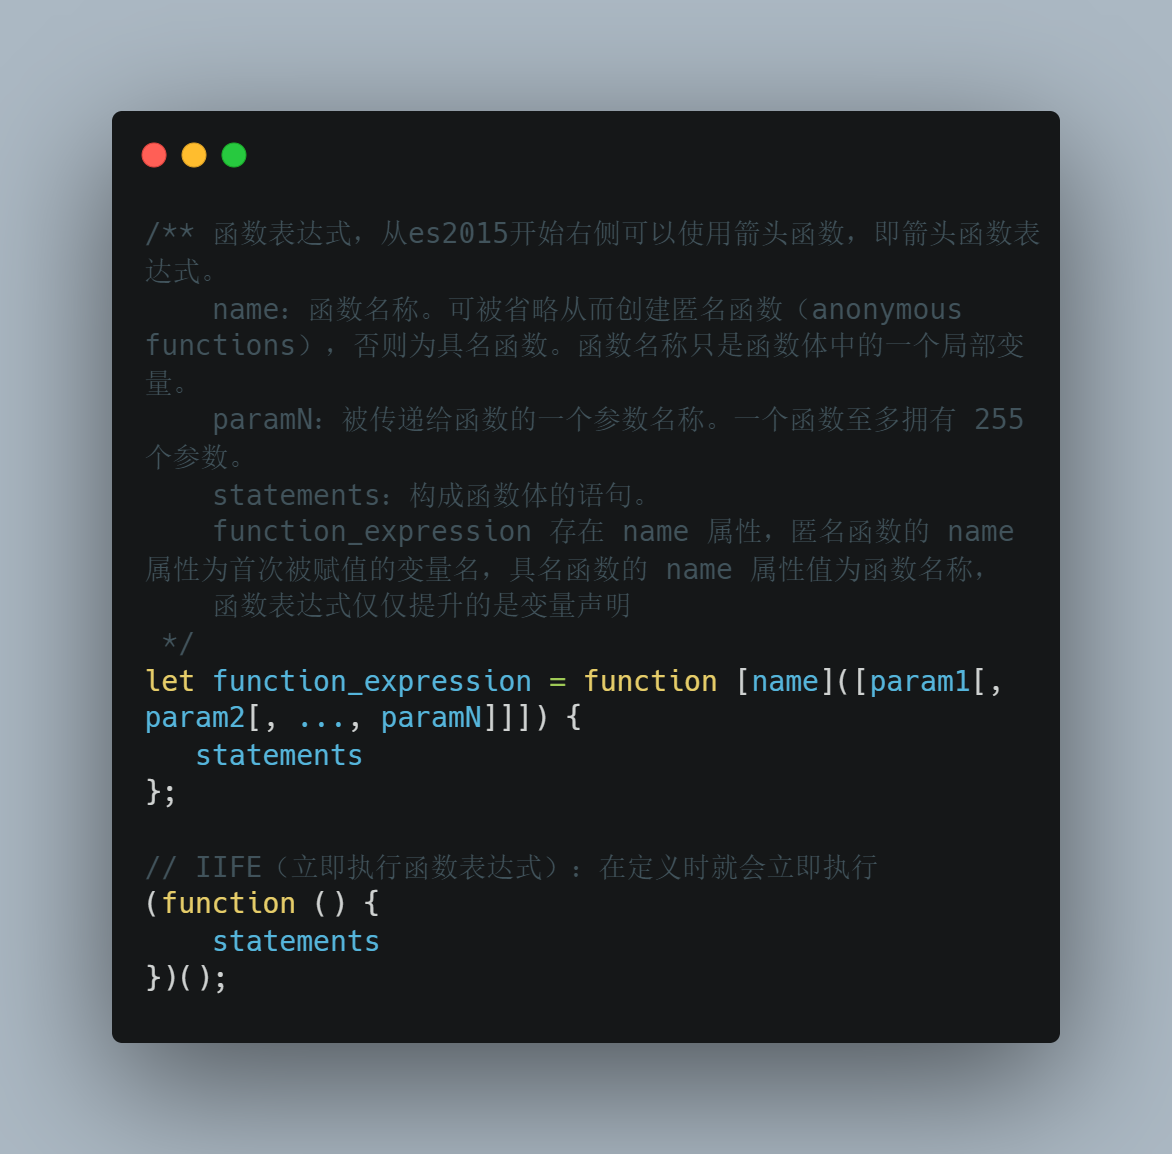 /** 函数表达式，从es2015开始右侧可以使用箭头函数，即箭头函数表
达式。
    name：函数名称。可被省略从而创建匿名函数（anonymous
functions），否则为具名函数。函数名称只是函数体中的一个局部变
量。
    paramN：被传递给函数的一个参数名称。一个函数至多拥有 255
个参数。
    statements：构成函数体的语句。
    function_expression 存在 name 属性，匿名函数的 name
属性为首次被赋值的变量名，具名函数的 name 属性值为函数名称，
    函数表达式仅仅提升的是变量声明
 */
let function_expression = function [name]([param1[,
param2[, ..., paramN]]]) {
   statements
};

// IIFE（立即执行函数表达式）：在定义时就会立即执行
(function () {
    statements
})();